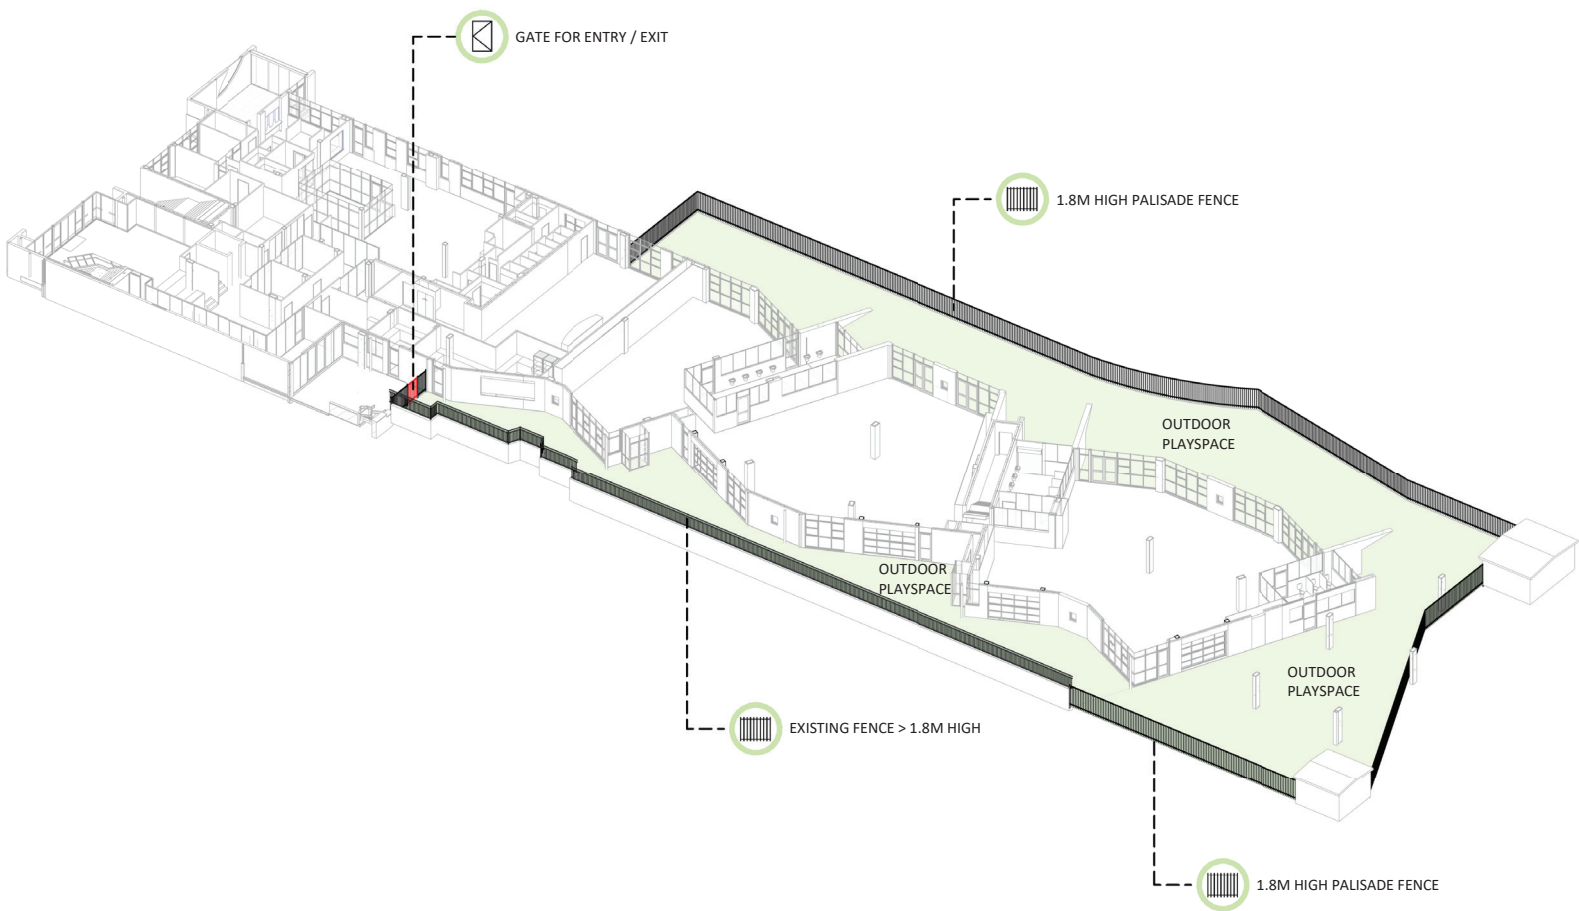 GATE FOR ENTRY / EXIT
1.8M HIGH PALISADE FENCE
OUTDOOR
PLAYSPACE
OUTDOOR
PLAYSPACE
OUTDOOR
PLAYSPACE
EXISTING FENCE > 1.8M HIGH
1.8M HIGH PALISADE FENCE